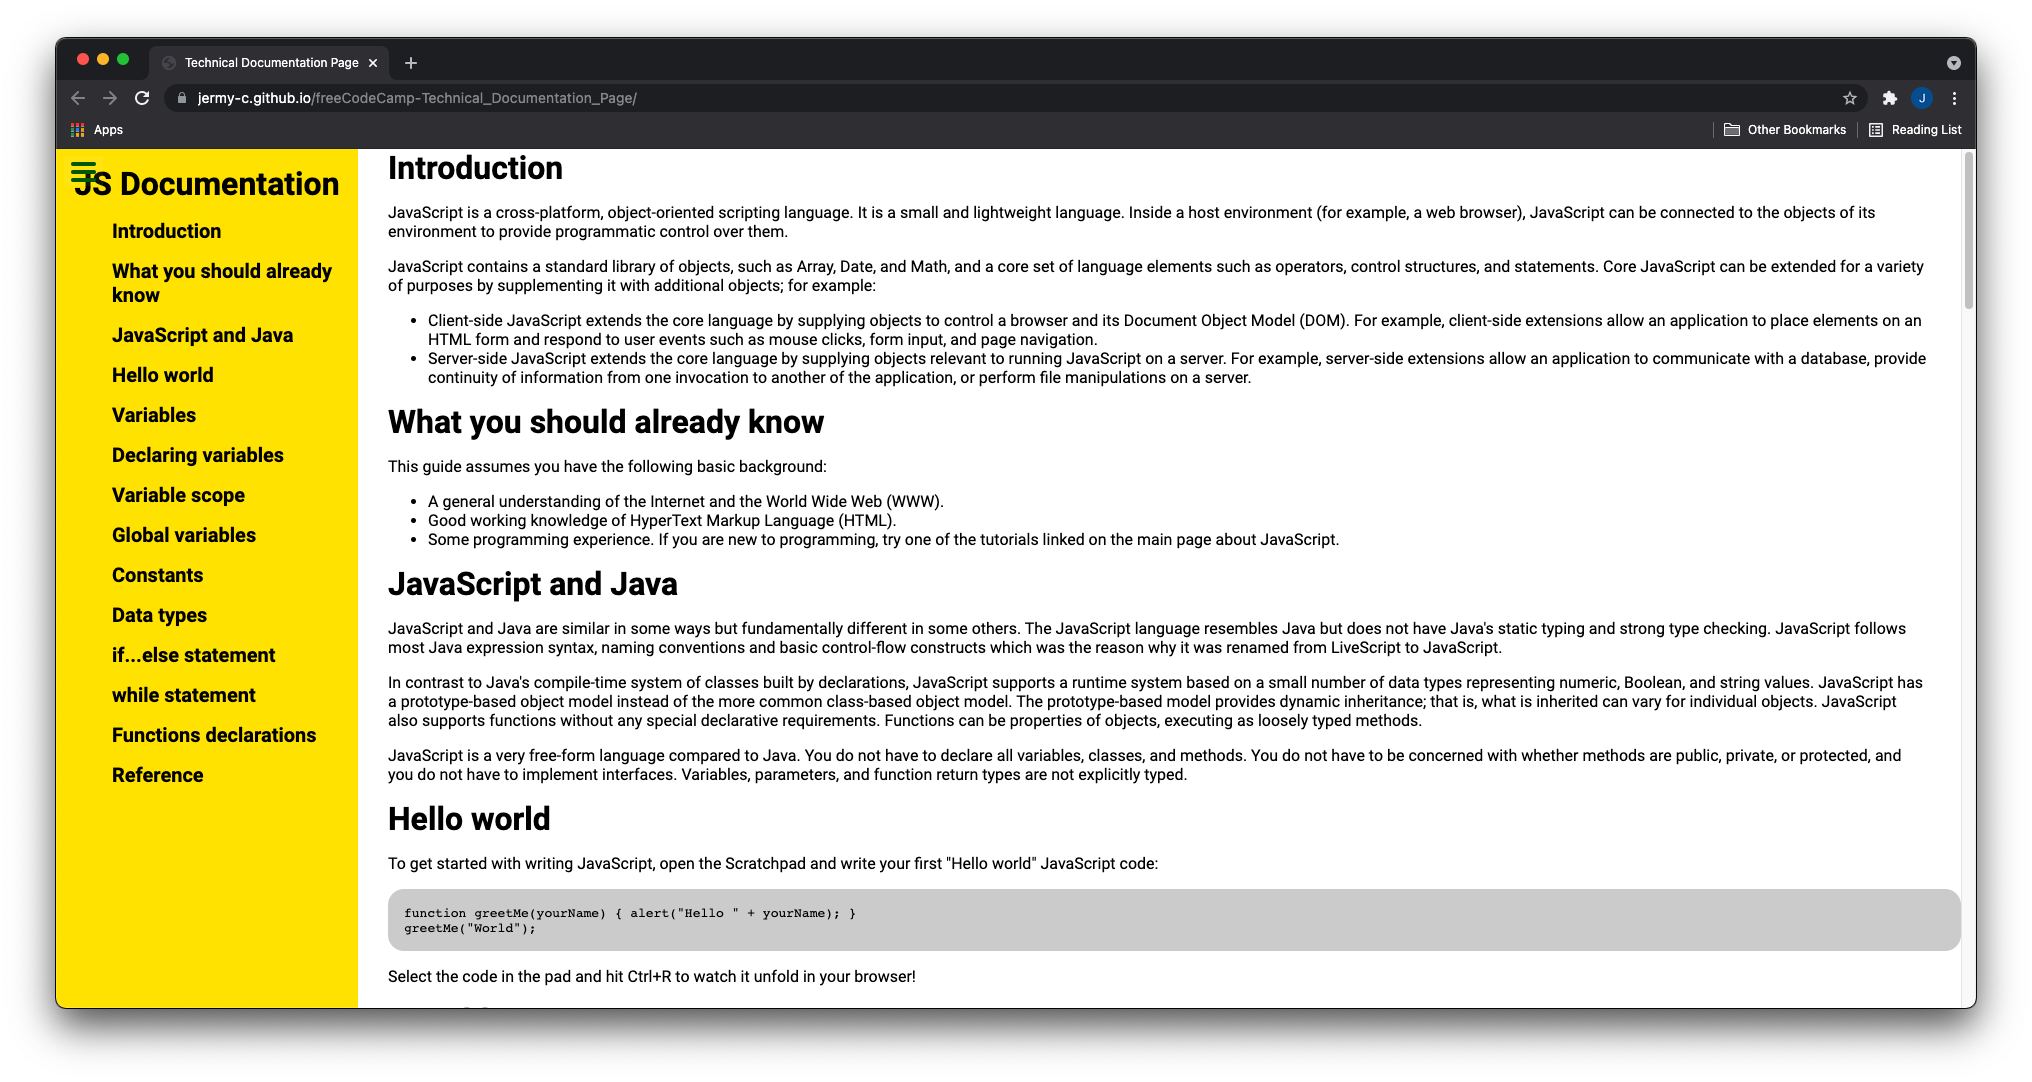 Technical Documentation Page
jermy-c.github.io/freeCodeCamp-Technical_Documentation_Page/
J
Apps
Other Bookmarks
Reading List
JS Documentation
Introduction
What you should already
know
JavaScript and Java
Hello world
Variables
Declaring variables
Variable scope
Global variables
Constants
Data types
if...else statement
while statement
Functions declarations
Reference
Introduction
JavaScript is a cross-platform, object-oriented scripting language. It is a small and lightweight language. Inside a host environment (for example, a web browser), JavaScript can be connected to the objects of its
environment to provide programmatic control over them.
JavaScript contains a standard library of objects, such as Array, Date, and Math, and a core set of language elements such as operators, control structures, and statements. Core JavaScript can be extended for a variety
of purposes by supplementing it with additional objects; for example:
• Client-side JavaScript extends the core language by supplying objects to control a browser and its Document Object Model (DOM). For example, client-side extensions allow an application to place elements on an
HTML form and respond to user events such as mouse clicks, form input, and page navigation.
• Server-side JavaScript extends the core language by supplying objects relevant to running JavaScript on a server. For example, server-side extensions allow an application to communicate with a database, provide
continuity of information from one invocation to another of the application, or perform file manipulations on a server.
What you should already know
This guide assumes you have the following basic background:
• A general understanding of the Internet and the World Wide Web (WWW).
• Good working knowledge of HyperText Markup Language (HTML).
• Some programming experience. If you are new to programming, try one of the tutorials linked on the main page about JavaScript.
JavaScript and Java
JavaScript and Java are similar in some ways but fundamentally different in some others. The JavaScript language resembles Java but does not have Java's static typing and strong type checking. JavaScript follows
most Java expression syntax, naming conventions and basic control-flow constructs which was the reason why it was renamed from LiveScript to JavaScript.
In contrast to Java's compile-time system of classes built by declarations, JavaScript supports a runtime system based on a small number of data types representing numeric, Boolean, and string values. JavaScript has
a prototype-based object model instead of the more common class-based object model. The prototype-based model provides dynamic inheritance; that is, what is inherited can vary for individual objects. JavaScript
also supports functions without any special declarative requirements. Functions can be properties of objects, executing as loosely typed methods.
JavaScript is a very free-form language compared to Java. You do not have to declare all variables, classes, and methods. You do not have to be concerned with whether methods are public, private, or protected, and
you do not have to implement interfaces. Variables, parameters, and function return types are not explicitly typed.
Hello world
To get started with writing JavaScript, open the Scratchpad and write your first "Hello world" JavaScript code:
function greetMe(yourName) { alert("Hello " + yourName); }
greetMe("World");
Select the code in the pad and hit Ctrl+R to watch it unfold in your browser!